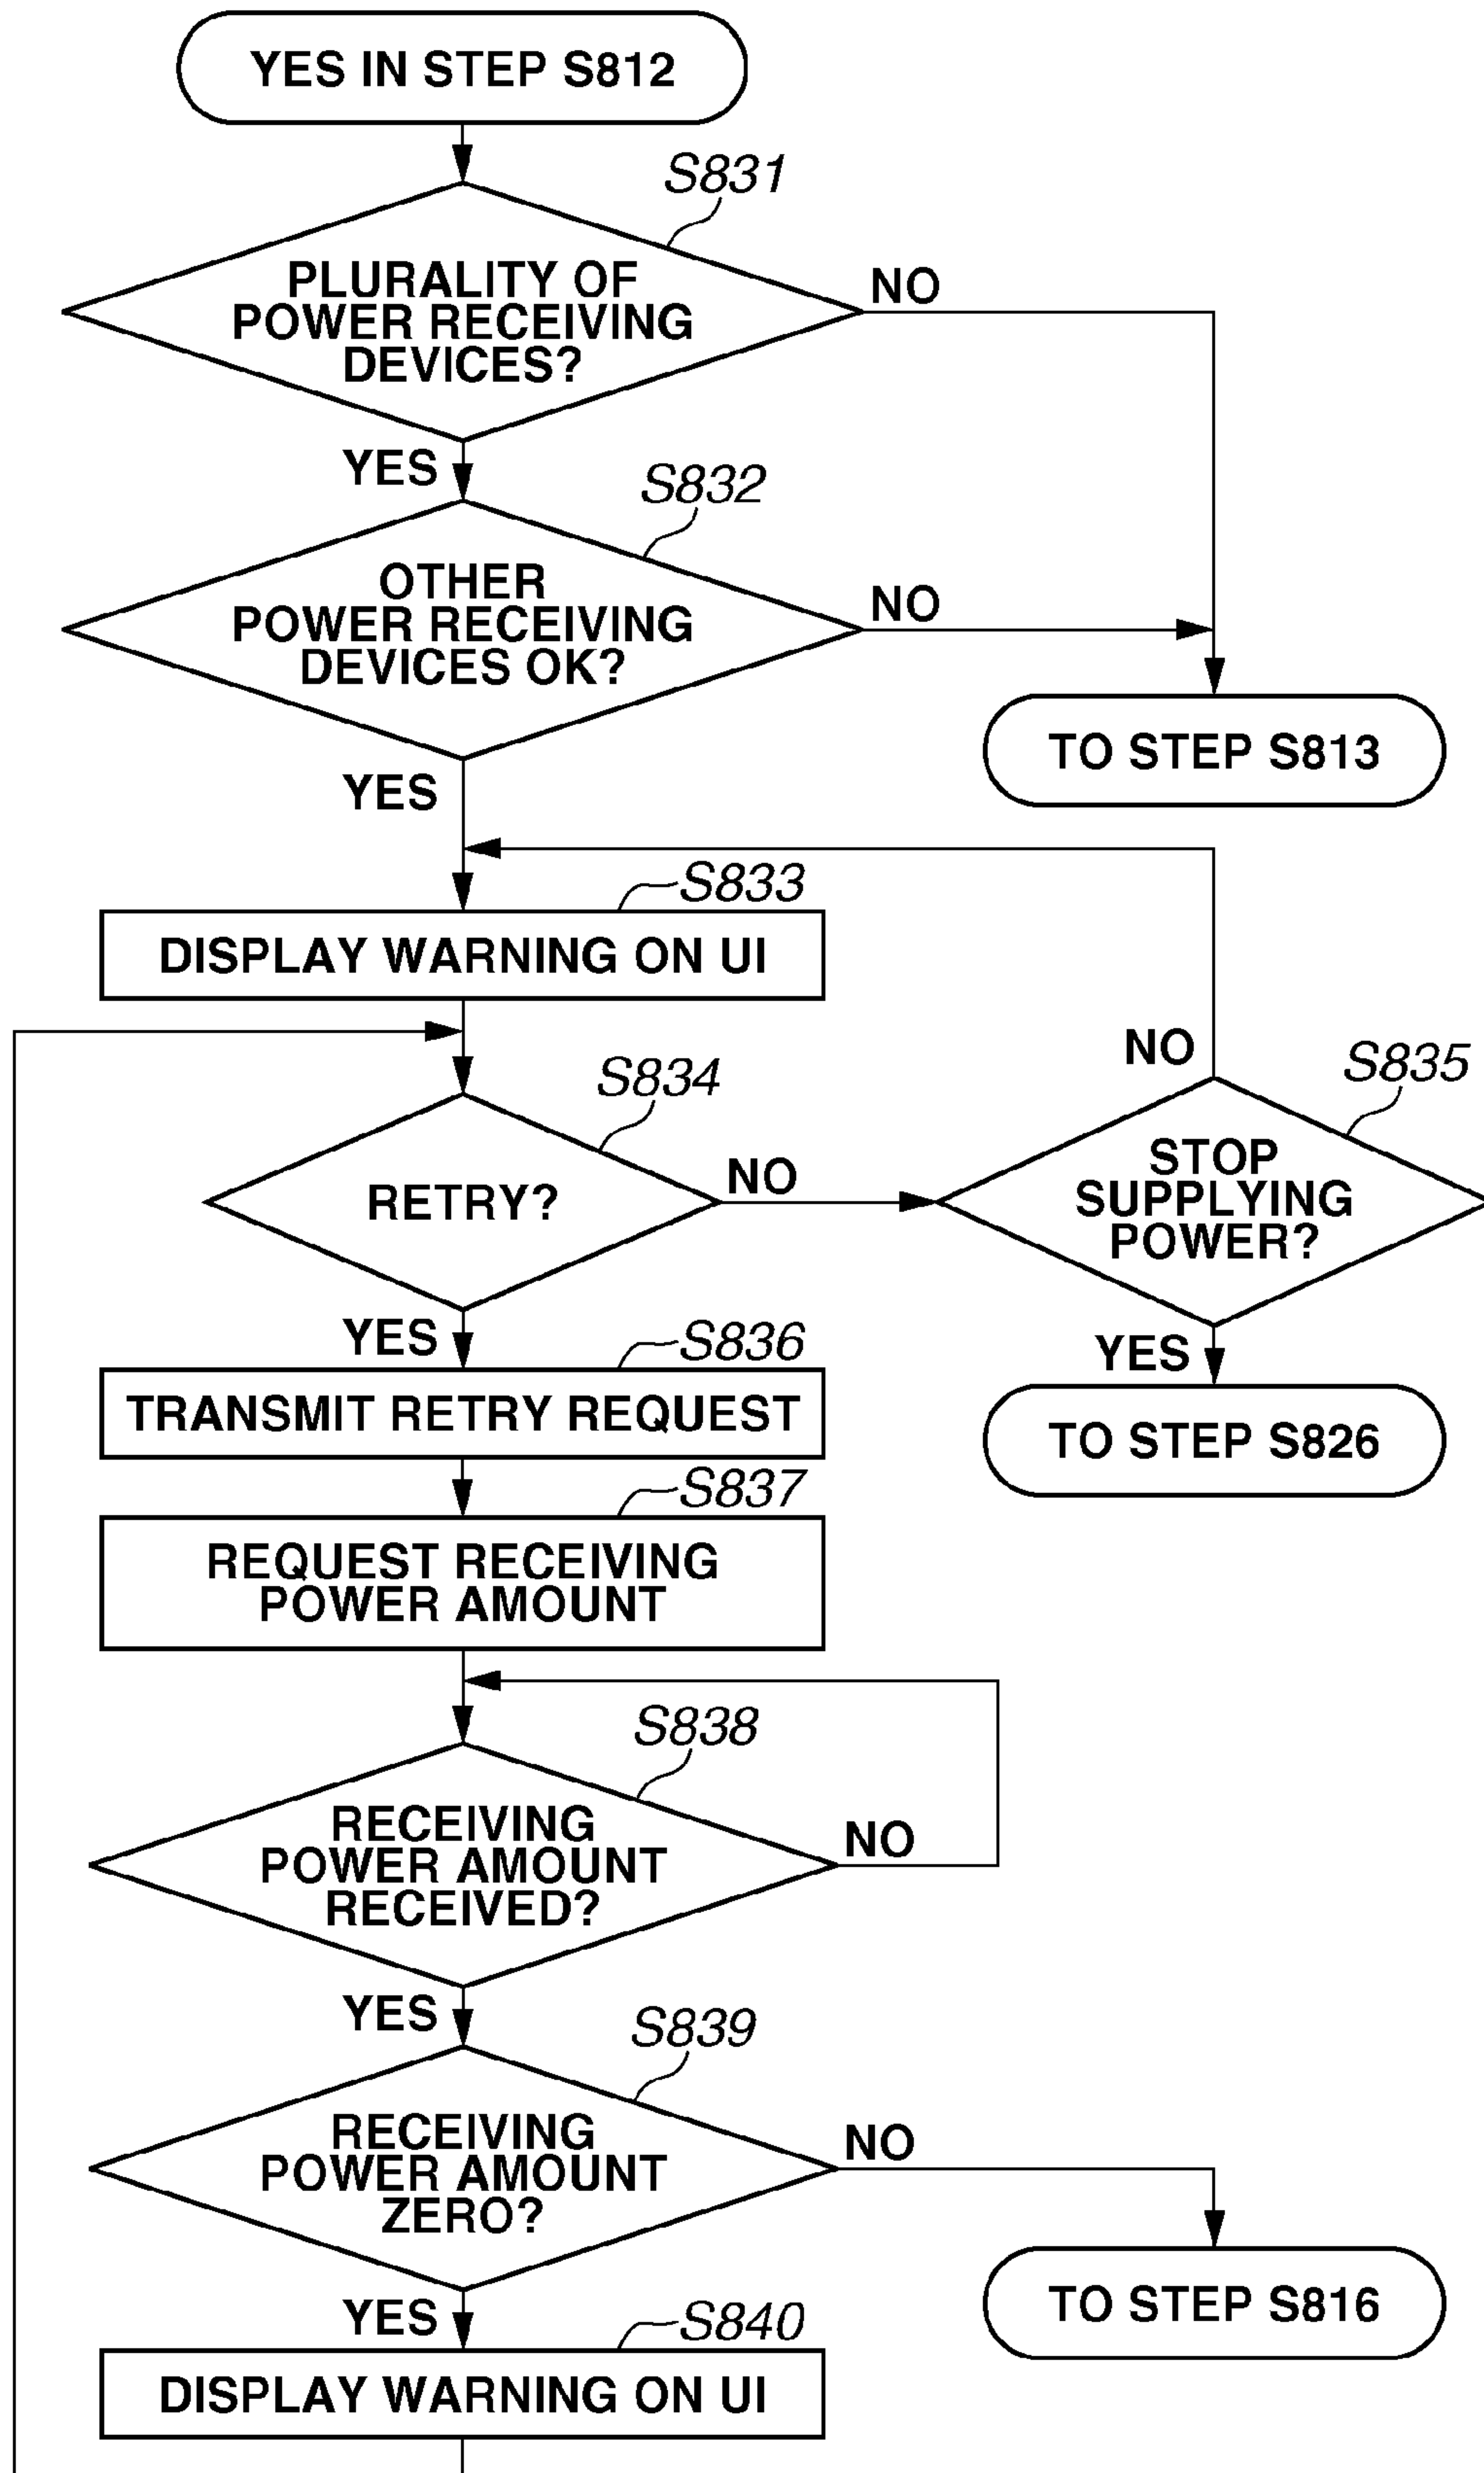 YES IN STEP S812
S831
PLURALITY OF
POWER RECEIVING
DEVICES?
NO
YES
S832
OTHER
POWER RECEIVING
DEVICES OK?
NO
TO STEP S813
YES
S833
DISPLAY WARNING ON UI
NO
S835
S834
STOP
SUPPLYING
POWER?
RETRY?
NO
YES
YES
S836
TRANSMIT RETRY REQUEST
TO STEP S826
S837
REQUEST RECEIVING
POWER AMOUNT
S838
RECEIVING
POWER AMOUNT
RECEIVED?
NO
YES
S839
RECEIVING
POWER AMOUNT
ZERO?
NO
TO STEP S816
YES
S840
DISPLAY WARNING ON UI